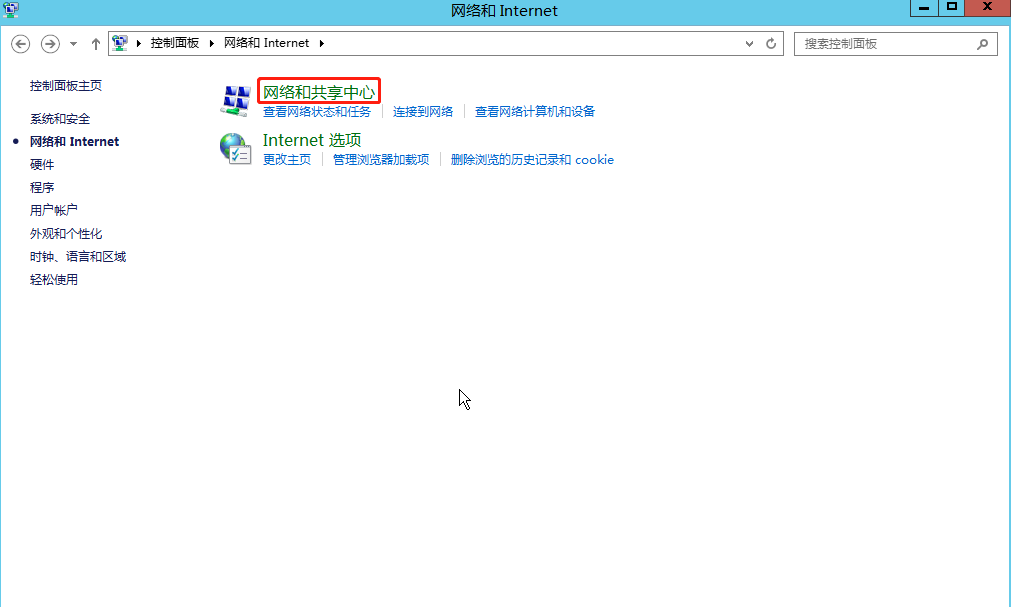 网络和 Internet
控制面板 网络和 Internet
搜索控制面板
控制面板主页
系统和安全
网络和 Internet
硬件
程序
用户帐户
外观和个性化
时钟、语言和区域
轻松使用
网络和共享中心
查看网络状态和任务 连接到网络 查看网络计算机和设备
Internet 选项
更改主页 管理浏览器加载项 删除浏览的历史记录和 cookie